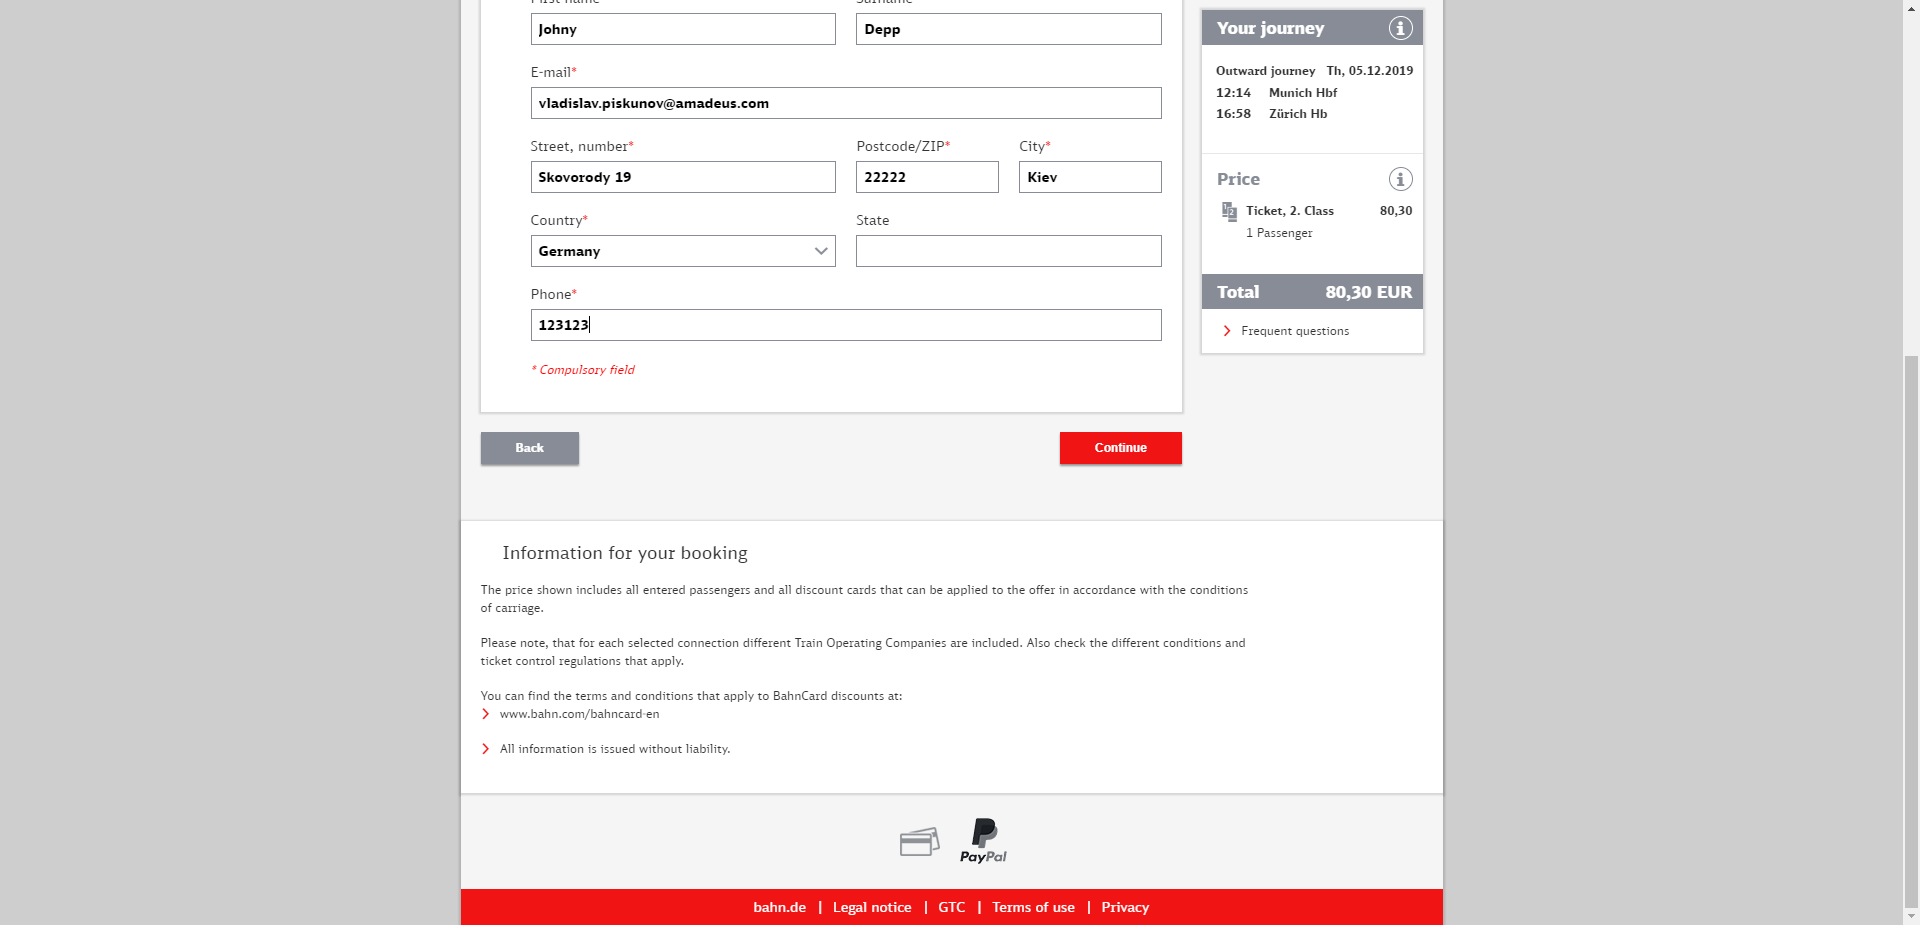 First name
Surname
Johny
Depp
E-mail*
vladislav.piskunov@amadeus.com
Street, number*
Postcode/ZIP*
City*
Skovorody 19
22222
Kiev
Country*
State
Germany
Phone*
123123
* Compulsory field
Back
Continue
Your journey
Outward journey Th, 05.12.2019
12:14 Munich Hbf
16:58 Zürich Hb
Price
Ticket, 2. Class 80,30
1 Passenger
Total 80,30 EUR
Frequent questions
Information for your booking
The price shown includes all entered passengers and all discount cards that can be applied to the offer in accordance with the conditions
of carriage.
Please note, that for each selected connection different Train Operating Companies are included. Also check the different conditions and
ticket control regulations that apply.
You can find the terms and conditions that apply to BahnCard discounts at:
www.bahn.com/bahncard-en
All information is issued without liability.
PayPal
bahn.de | Legal notice | GTC | Terms of use | Privacy